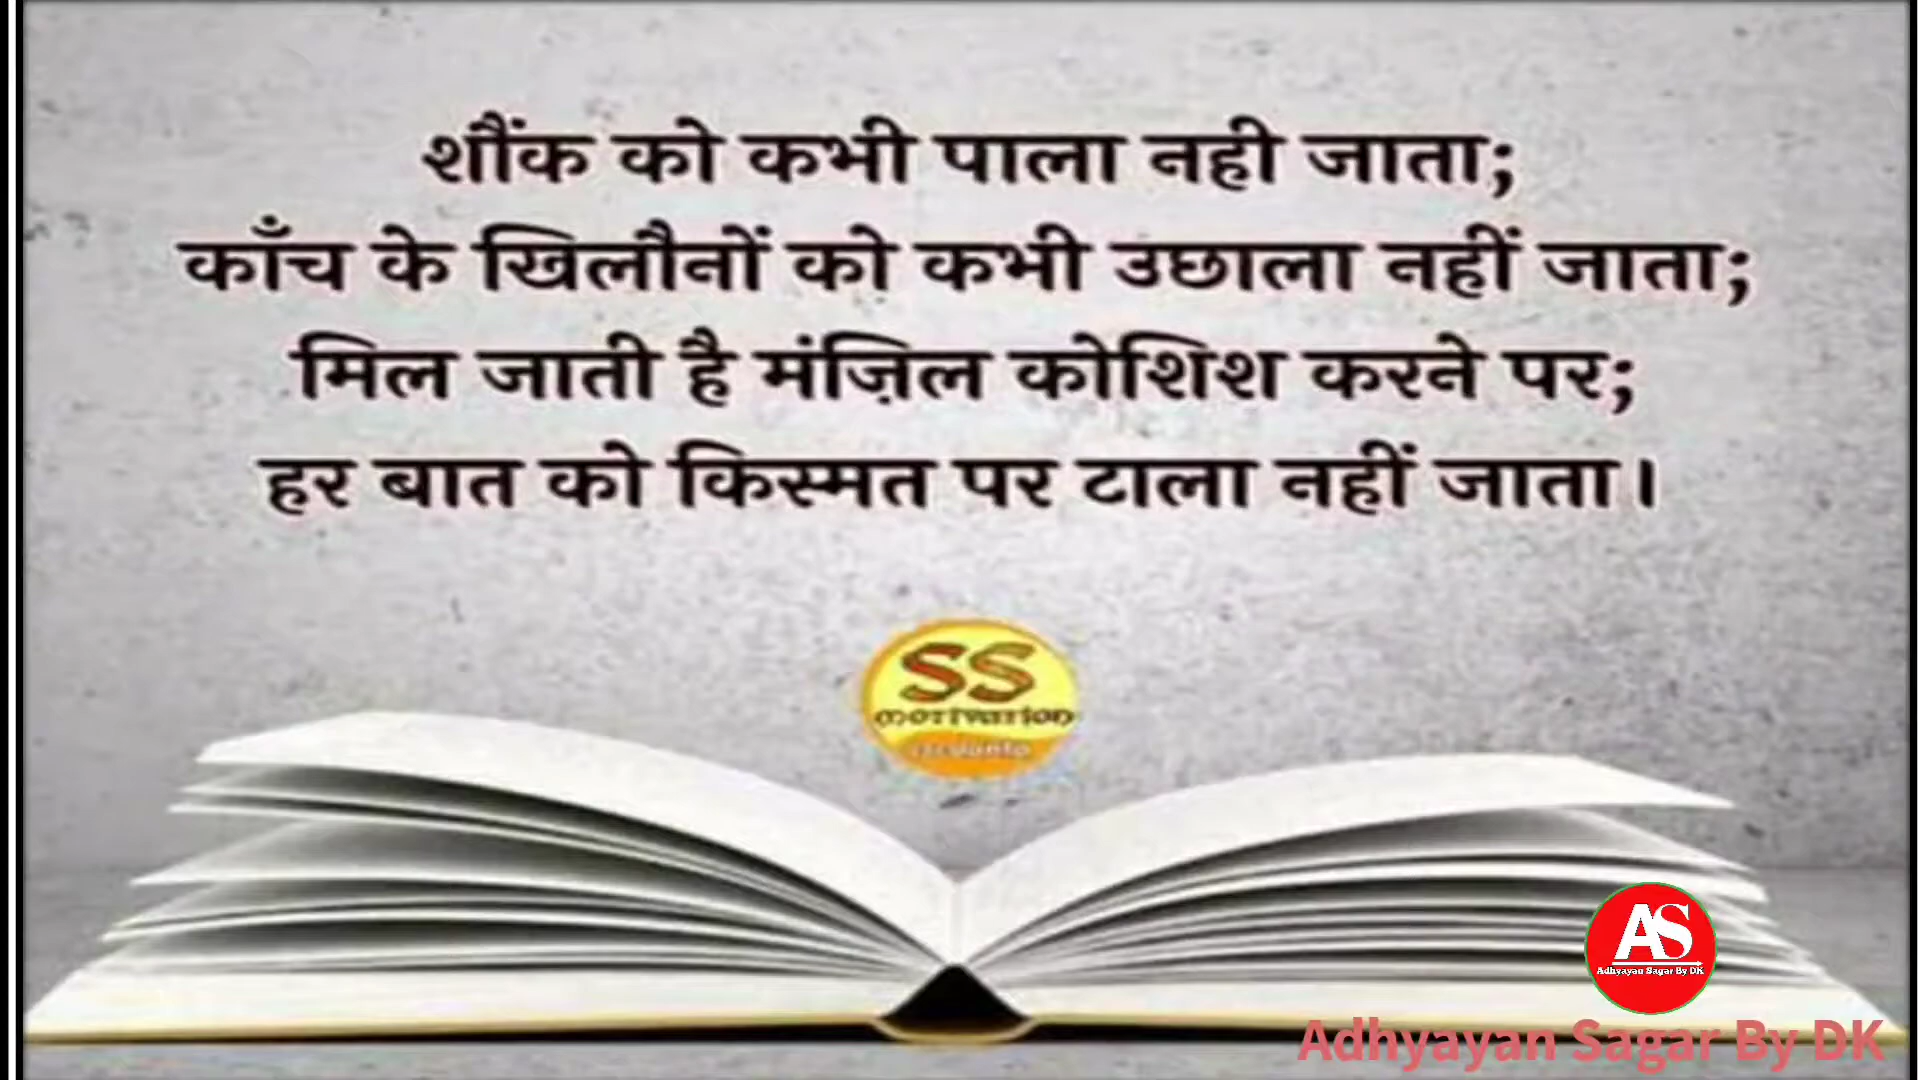 शौंक को कभी पाला नही जाता;
काँच के खिलौनों को कभी उछाला नहीं जाता;
मिल जाती है मंज़िल कोशिश करने पर;
हर बात को किस्मत पर टाला नहीं जाता।
SS
motivation
AS
Adhyayan Sagar By DK
Adhyayan Sagar By DK